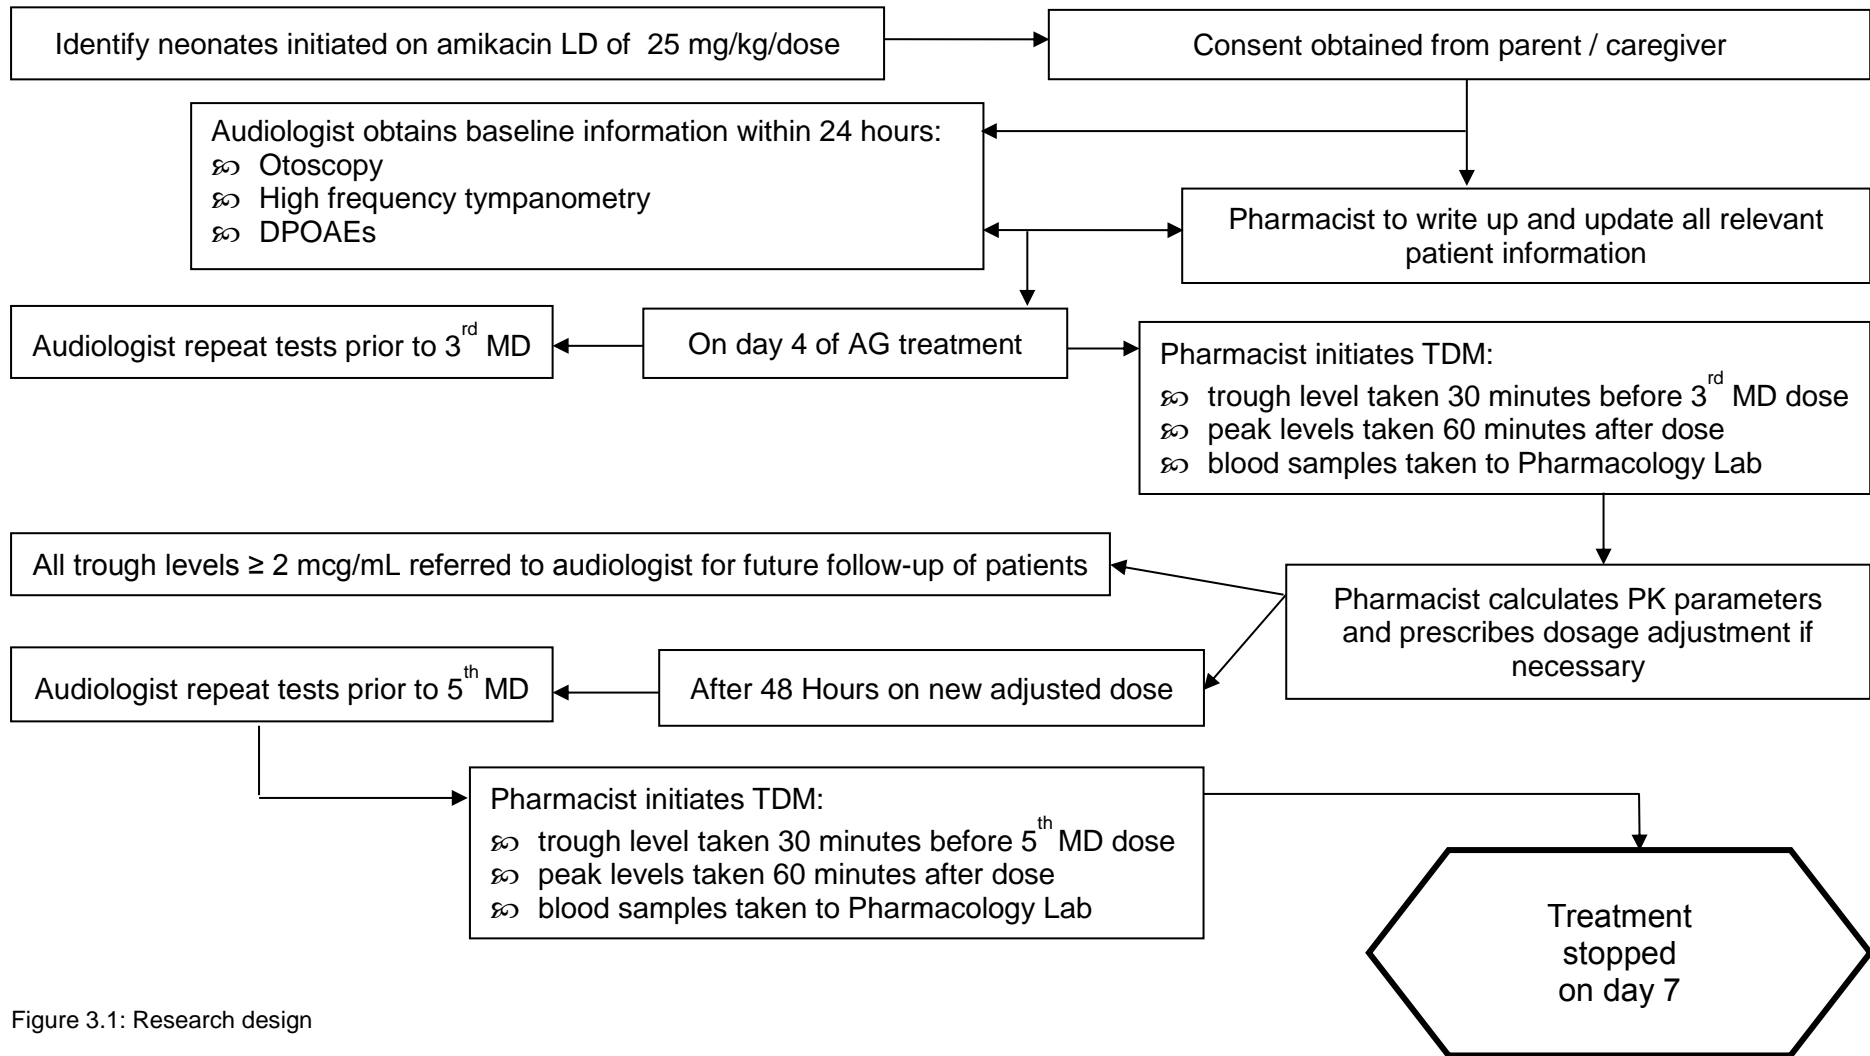 Identify neonates initiated on amikacin LD of 25 mg/kg/dose
Consent obtained from parent / caregiver
Audiologist obtains baseline information within 24 hours:
Otoscopy
High frequency tympanometry
DPOAEs
Pharmacist to write up and update all relevant
patient information
Audiologist repeat tests prior to 3rd MD
On day 4 of AG treatment
Pharmacist initiates TDM:
trough level taken 30 minutes before 3rd MD dose
peak levels taken 60 minutes after dose
blood samples taken to Pharmacology Lab
All trough levels ≥ 2 mcg/mL referred to audiologist for future follow-up of patients
Pharmacist calculates PK parameters
and prescribes dosage adjustment if
necessary
Audiologist repeat tests prior to 5th MD
After 48 Hours on new adjusted dose
Pharmacist initiates TDM:
trough level taken 30 minutes before 5th MD dose
peak levels taken 60 minutes after dose
blood samples taken to Pharmacology Lab
Treatment
stopped
on day 7
Figure 3.1: Research design